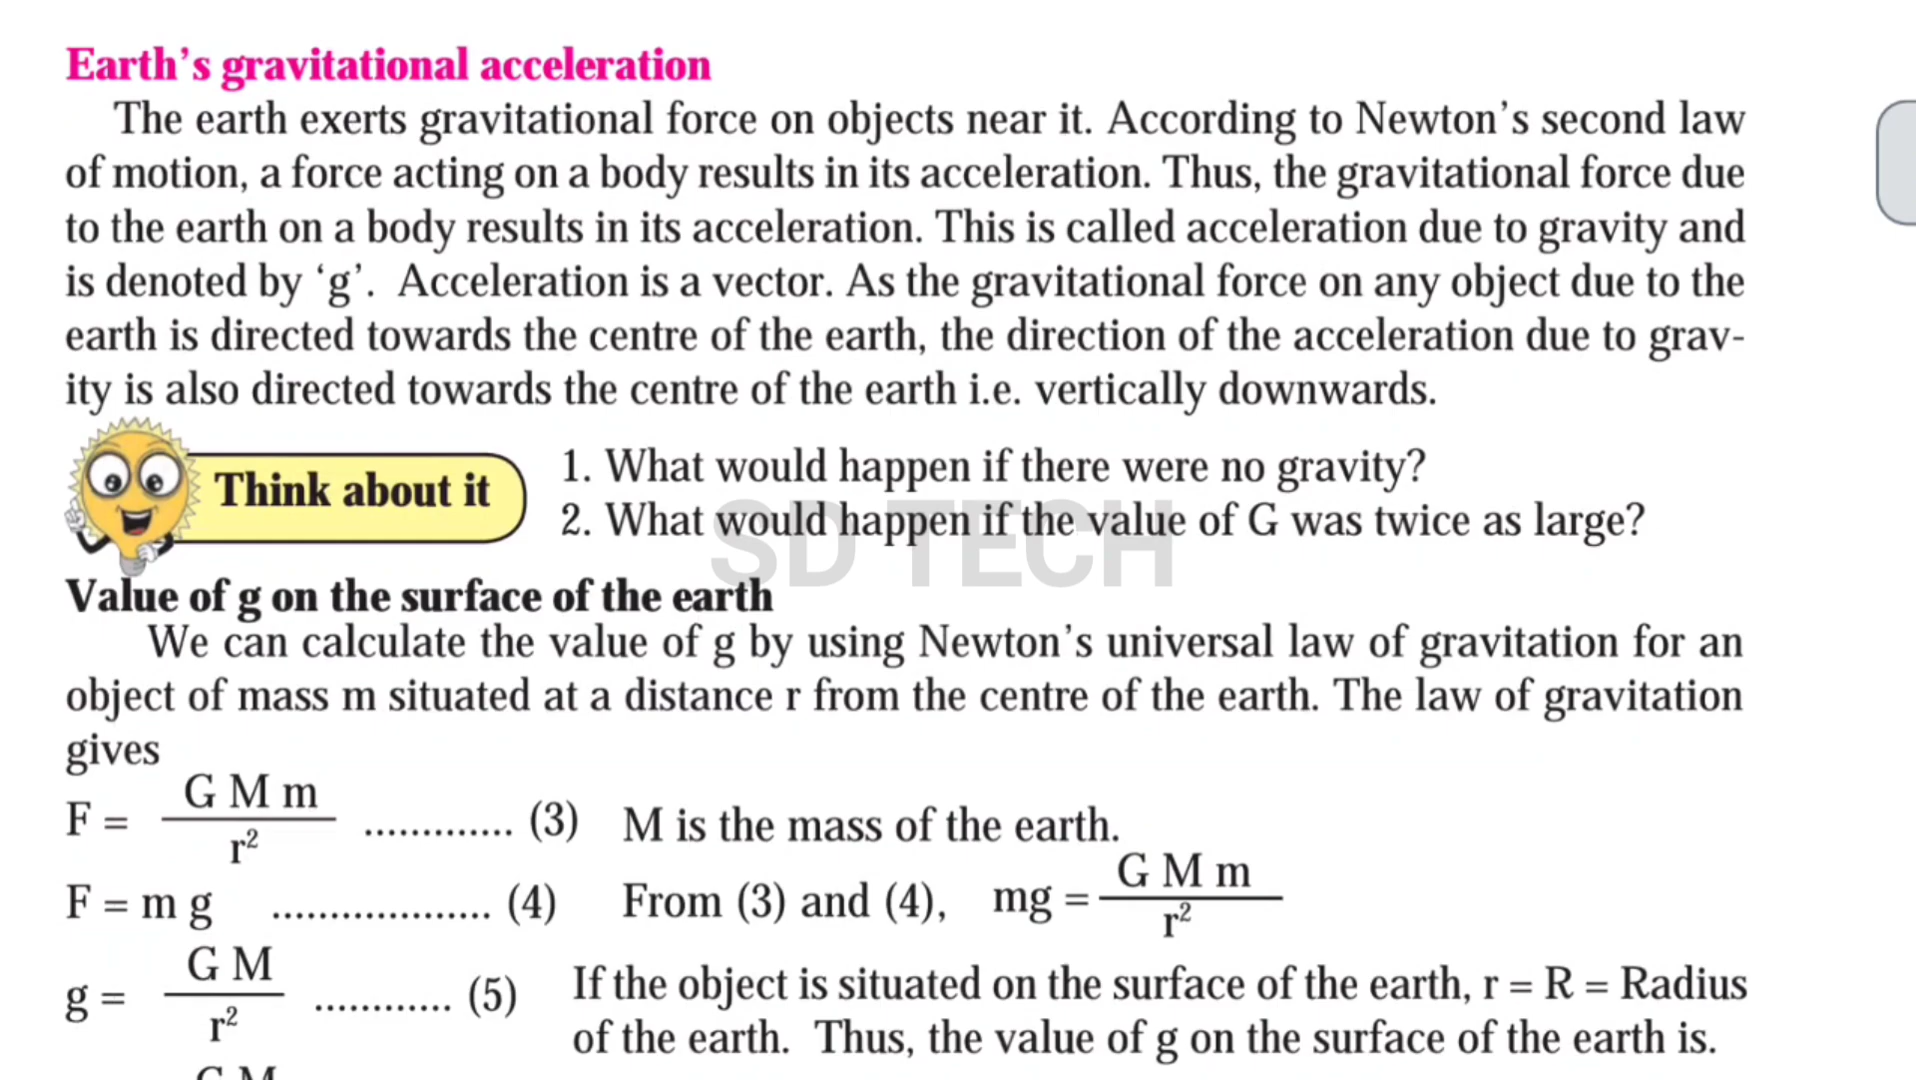 Earth’s gravitational acceleration
The earth exerts gravitational force on objects near it. According to Newton’s second law
of motion, a force acting on a body results in its acceleration. Thus, the gravitational force due
to the earth on a body results in its acceleration. This is called acceleration due to gravity and
is denoted by ‘g’. Acceleration is a vector. As the gravitational force on any object due to the
earth is directed towards the centre of the earth, the direction of the acceleration due to grav-
ity is also directed towards the centre of the earth i.e. vertically downwards.
Think about it
1. What would happen if there were no gravity?
2. What would happen if the value of G was twice as large?
SD TECH
Value of g on the surface of the earth
We can calculate the value of g by using Newton’s universal law of gravitation for an
object of mass m situated at a distance r from the centre of the earth. The law of gravitation
gives
F = G M m / r² ............. (3) M is the mass of the earth.
F = m g ................... (4) From (3) and (4), mg = G M m / r²
g = G M / r² ............ (5) If the object is situated on the surface of the earth, r = R = Radius
of the earth. Thus, the value of g on the surface of the earth is.